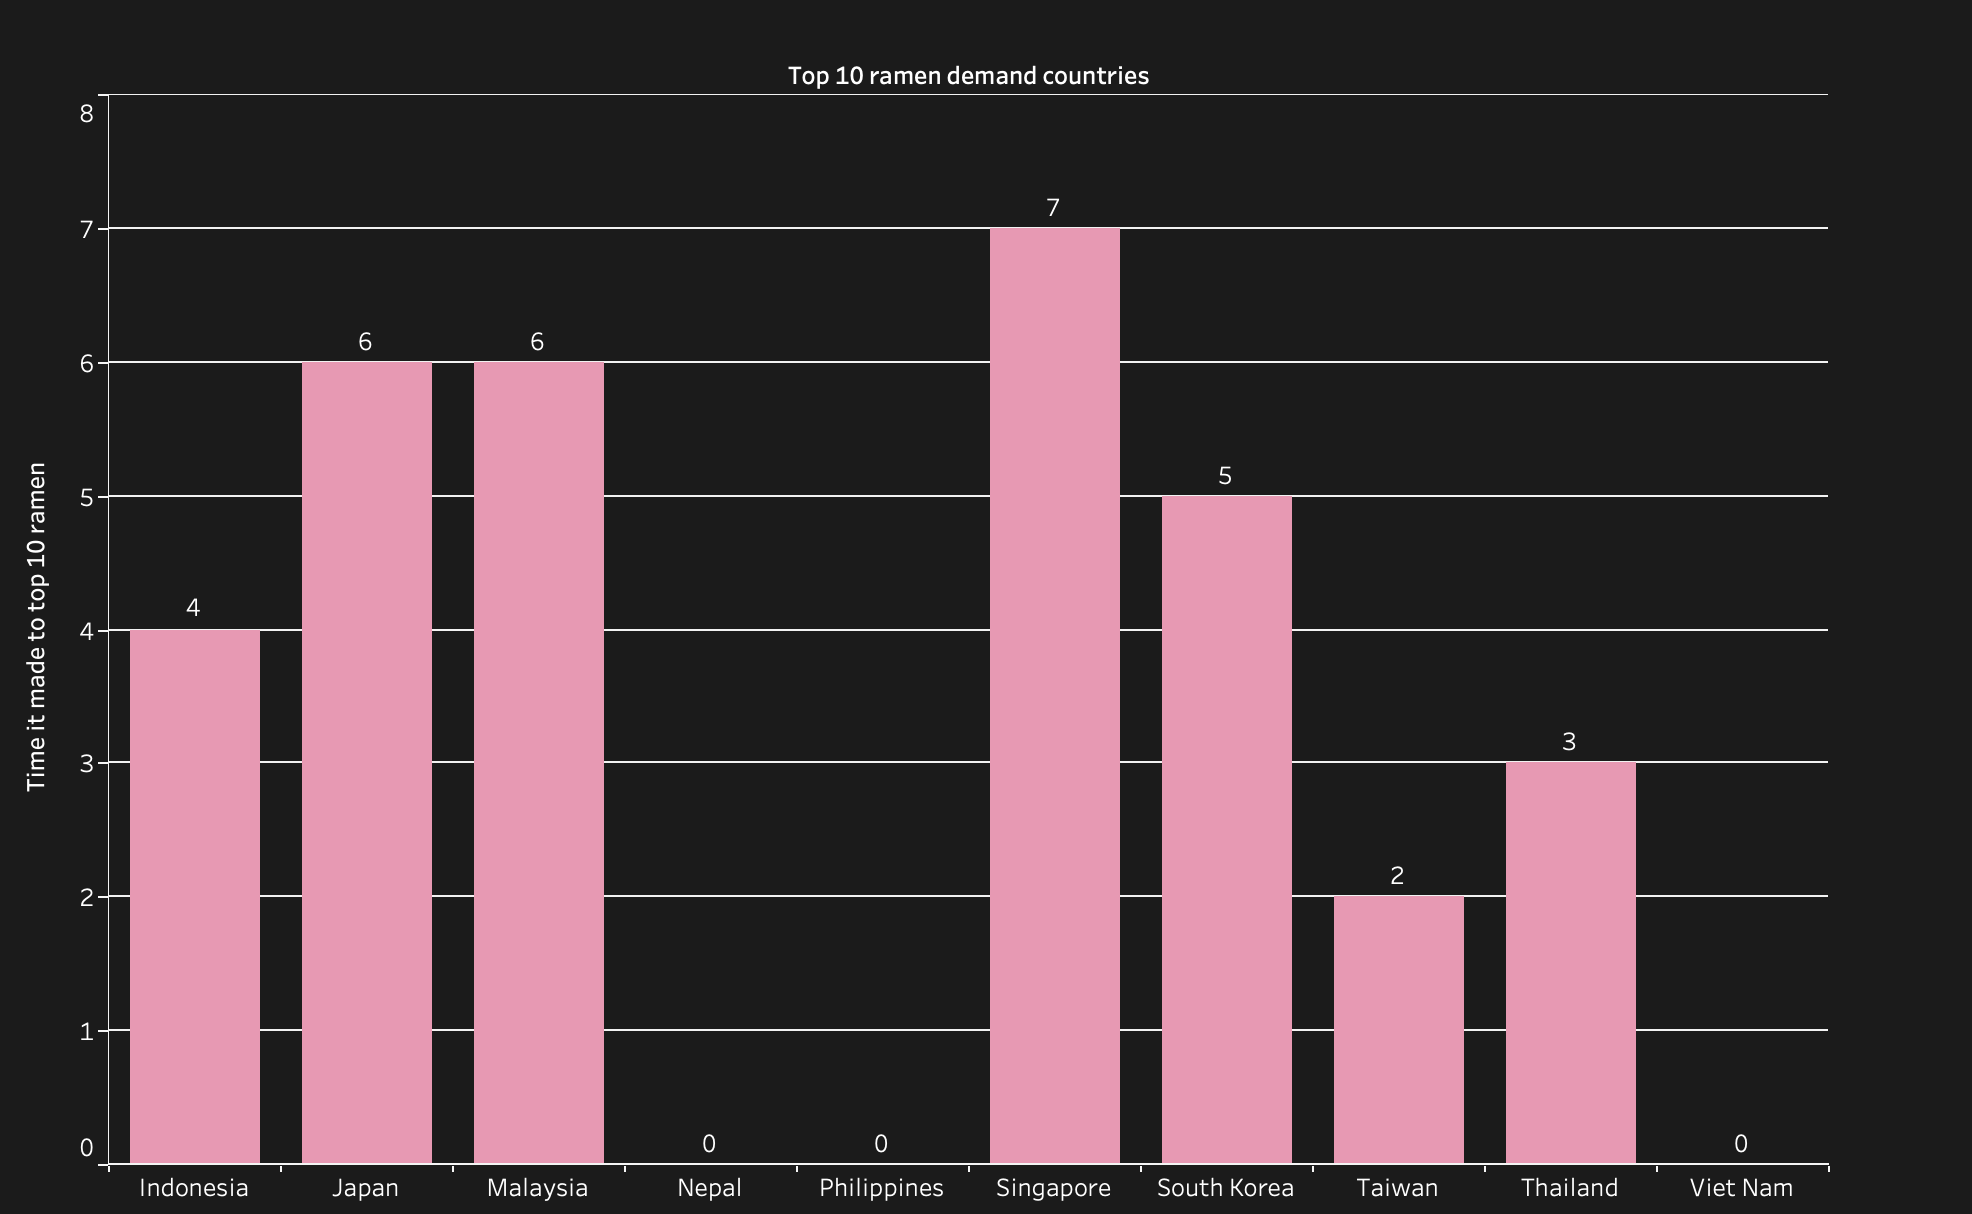 Top 10 ramen demand countries
Time it made to top 10 ramen
8
7
6
5
4
3
2
1
0
4
6
6
0
0
7
5
2
3
0
Indonesia
Japan
Malaysia
Nepal
Philippines
Singapore
South Korea
Taiwan
Thailand
Viet Nam